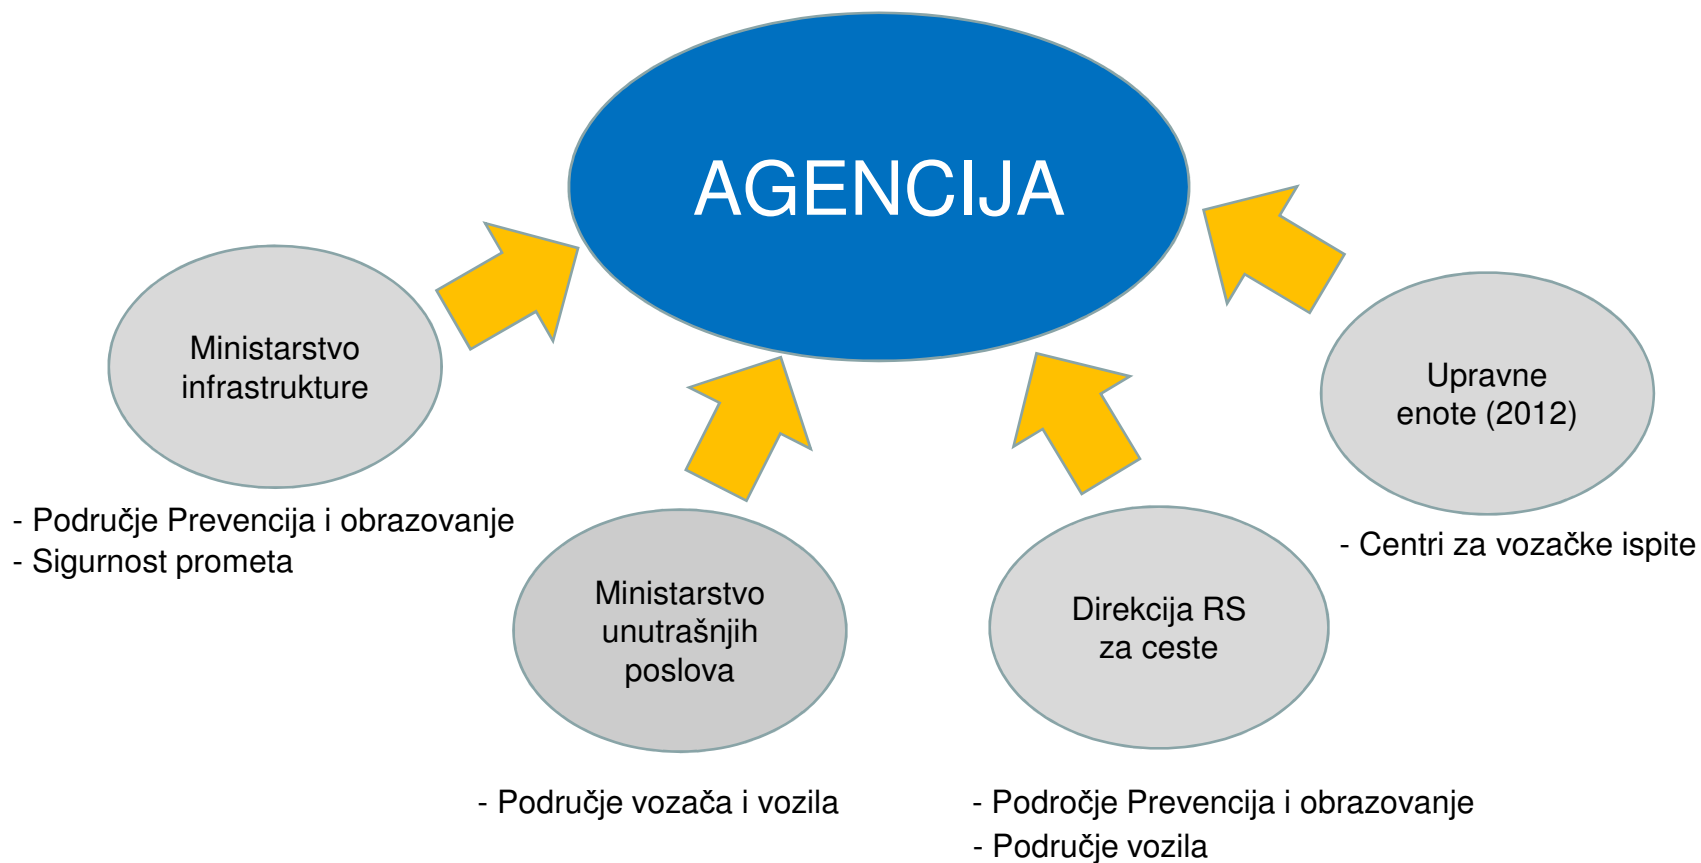 AGENCIJA
Ministarstvo
infrastrukture
- Područje Prevencija i obrazovanje
- Sigurnost prometa
Ministarstvo
unutrašnjih
poslova
- Područje vozača i vozila
Direkcija RS
za ceste
- Področje Prevencija i obrazovanje
- Područje vozila
Upravne
enote (2012)
- Centri za vozačke ispite